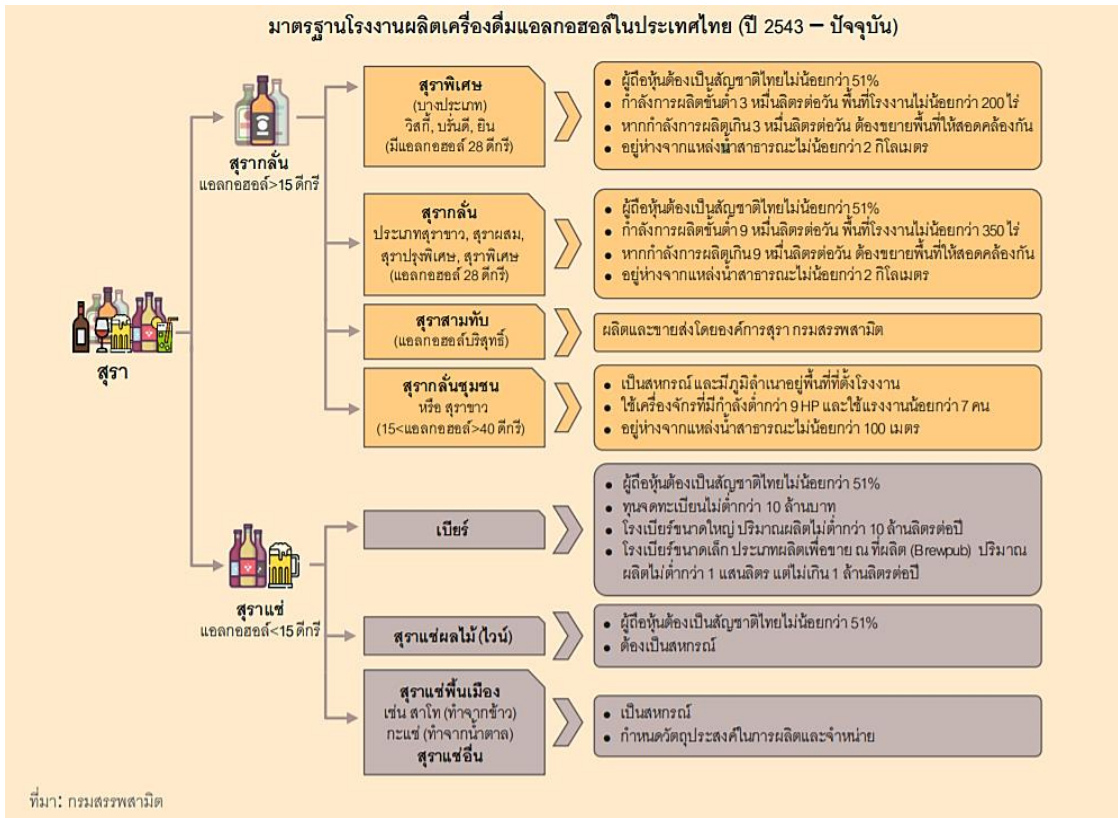 มาตรฐานโรงงานผลิตเครื่องดื่มแอลกอฮอล์ในประเทศไทย (ปี 2543 – ปัจจุบัน)
สุรา
สุรากลั่น
แอลกอฮอล์>15 ดีกรี
สุราพิเศษ
(บางประเภท)
วิสกี้, บรั่นดี, ยิน
(มีแอลกอฮอล์ 28 ดีกรี)
● ผู้ถือหุ้นต้องเป็นสัญชาติไทยไม่น้อยกว่า 51%
● กำลังการผลิตขั้นต่ำ 3 หมื่นลิตรต่อวัน พื้นที่โรงงานไม่น้อยกว่า 200 ไร่
● หากกำลังการผลิตเกิน 3 หมื่นลิตรต่อวัน ต้องขยายพื้นที่ให้สอดคล้องกัน
● อยู่ห่างจากแหล่งน้ำสาธารณะไม่น้อยกว่า 2 กิโลเมตร
สุรากลั่น
ประเภทสุราขาว, สุราผสม,
สุราปรุงพิเศษ, สุราพิเศษ
(แอลกอฮอล์ 28 ดีกรี)
● ผู้ถือหุ้นต้องเป็นสัญชาติไทยไม่น้อยกว่า 51%
● กำลังการผลิตขั้นต่ำ 9 หมื่นลิตรต่อวัน พื้นที่โรงงานไม่น้อยกว่า 350 ไร่
● หากกำลังการผลิตเกิน 9 หมื่นลิตรต่อวัน ต้องขยายพื้นที่ให้สอดคล้องกัน
● อยู่ห่างจากแหล่งน้ำสาธารณะไม่น้อยกว่า 2 กิโลเมตร
สุราสามทับ
(แอลกอฮอล์บริสุทธิ์)
ผลิตและขายส่งโดยองค์การสุรา กรมสรรพสามิต
สุรากลั่นชุมชน
หรือ สุราขาว
(15<แอลกอฮอล์>40 ดีกรี)
● เป็นสหกรณ์ และมีภูมิลำเนาอยู่พื้นที่ที่ตั้งโรงงาน
● ใช้เครื่องจักรที่มีกำลังต่ำกว่า 9 HP และใช้แรงงานน้อยกว่า 7 คน
● อยู่ห่างจากแหล่งน้ำสาธารณะไม่น้อยกว่า 100 เมตร
สุราแช่
แอลกอฮอล์<15 ดีกรี
เบียร์
● ผู้ถือหุ้นต้องเป็นสัญชาติไทยไม่น้อยกว่า 51%
● ทุนจดทะเบียนไม่ต่ำกว่า 10 ล้านบาท
● โรงเบียร์ขนาดใหญ่ ปริมาณผลิตไม่ต่ำกว่า 10 ล้านลิตรต่อปี
● โรงเบียร์ขนาดเล็ก ประเภทผลิตเพื่อขาย ณ ที่ผลิต (Brewpub) ปริมาณ
ผลิตไม่ต่ำกว่า 1 แสนลิตร แต่ไม่เกิน 1 ล้านลิตรต่อปี
สุราแช่ผลไม้ (ไวน์)
● ผู้ถือหุ้นต้องเป็นสัญชาติไทยไม่น้อยกว่า 51%
● ต้องเป็นสหกรณ์
สุราแช่พื้นเมือง
เช่น สาโท (ทำจากข้าว)
กะแช่ (ทำจากน้ำตาล)
สุราแช่อื่น
● เป็นสหกรณ์
● กำหนดวัตถุประสงค์ในการผลิตและจำหน่าย
ที่มา: กรมสรรพสามิต